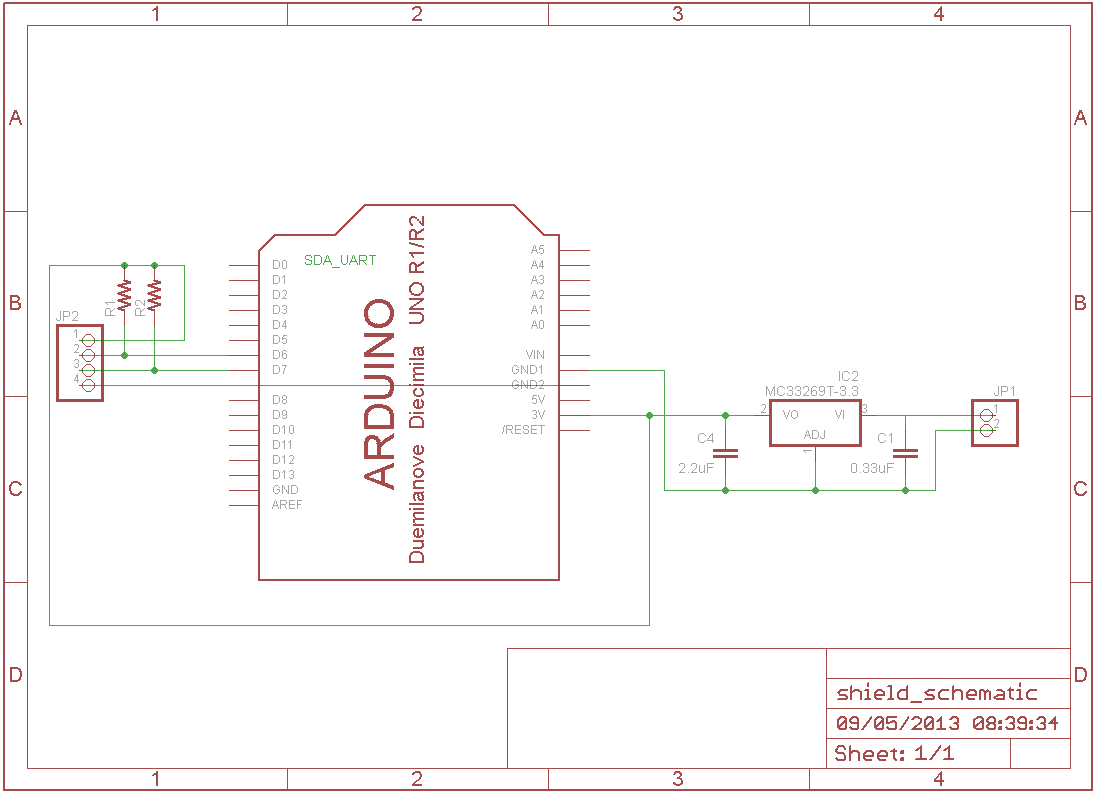 1 2 3 4
A A
B B
C C
D D
JP2
1
2
3
4
R1
R2
SDA_UART
ARDUINO
Duemilanove Diecimila UNO R1/R2
D0
D1
D2
D3
D4
D5
D6
D7
D8
D9
D10
D11
D12
D13
GND
AREF
A5
A4
A3
A2
A1
A0
VIN
GND1
GND2
5V
3V
/RESET
IC2
MC33269T-3.3
2 VO VI 3
ADJ
1
C4
2.2uF
C1
0.33uF
JP1
1
2
shield_schematic
09/05/2013 08:39:34
Sheet: 1/1
1 2 3 4